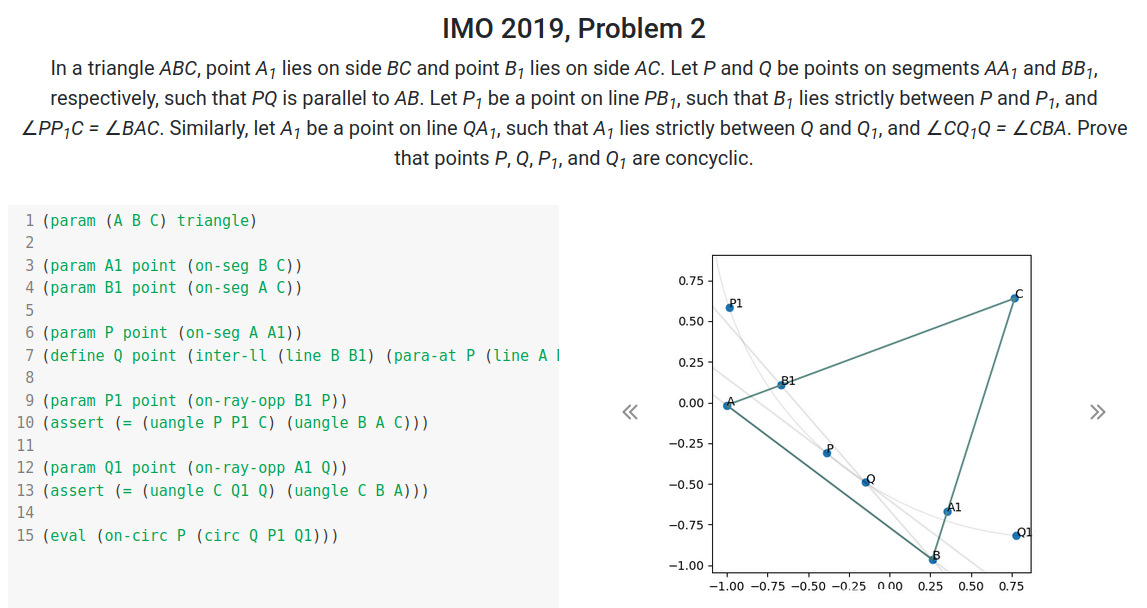 IMO 2019, Problem 2
In a triangle ABC, point A1 lies on side BC and point B1 lies on side AC. Let P and Q be points on segments AA1 and BB1,
respectively, such that PQ is parallel to AB. Let P1 be a point on line PB1, such that B1 lies strictly between P and P1, and
∠PP1C = ∠BAC. Similarly, let A1 be a point on line QA1, such that A1 lies strictly between Q and Q1, and ∠CQ1Q = ∠CBA. Prove
that points P, Q, P1, and Q1 are concyclic.
1 (param (A B C) triangle)
2
3 (param A1 point (on-seg B C))
4 (param B1 point (on-seg A C))
5
6 (param P point (on-seg A A1))
7 (define Q point (inter-ll (line B B1) (para-at P (line A
8
9 (param P1 point (on-ray-opp B1 P))
10 (assert (= (uangle P P1 C) (uangle B A C)))
11
12 (param Q1 point (on-ray-opp A1 Q))
13 (assert (= (uangle C Q1 Q) (uangle C B A)))
14
15 (eval (on-circ P (circ Q P1 Q1)))
«
»
0.75
0.50
0.25
0.00
−0.25
−0.50
−0.75
−1.00
P1
C
B1
A
P
Q
A1
Q1
B
−1.00 −0.75 −0.50 −0.25 0.00 0.25 0.50 0.75